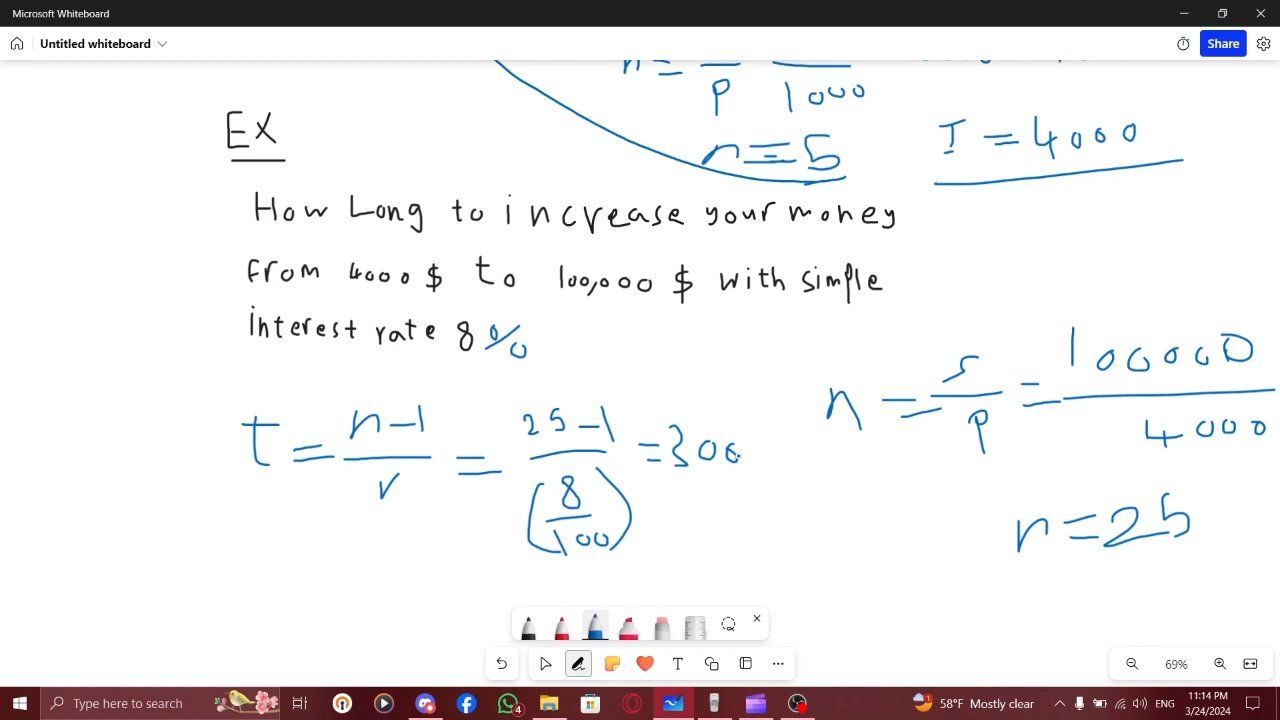 Microsoft Whiteboard
Untitled whiteboard
Share
n =
P 1000
n = 5
I = 4000
EX
How Long to increase your money
From 4000 $ to 100,000 $ with simple
interest rate 8 %
t = n-1 / r = 25-1 / (8/100) = 300
n = S / P = 100000 / 4000
n = 25
69%
Type here to search
4
1
58°F Mostly clear
11:14 PM
3/24/2024